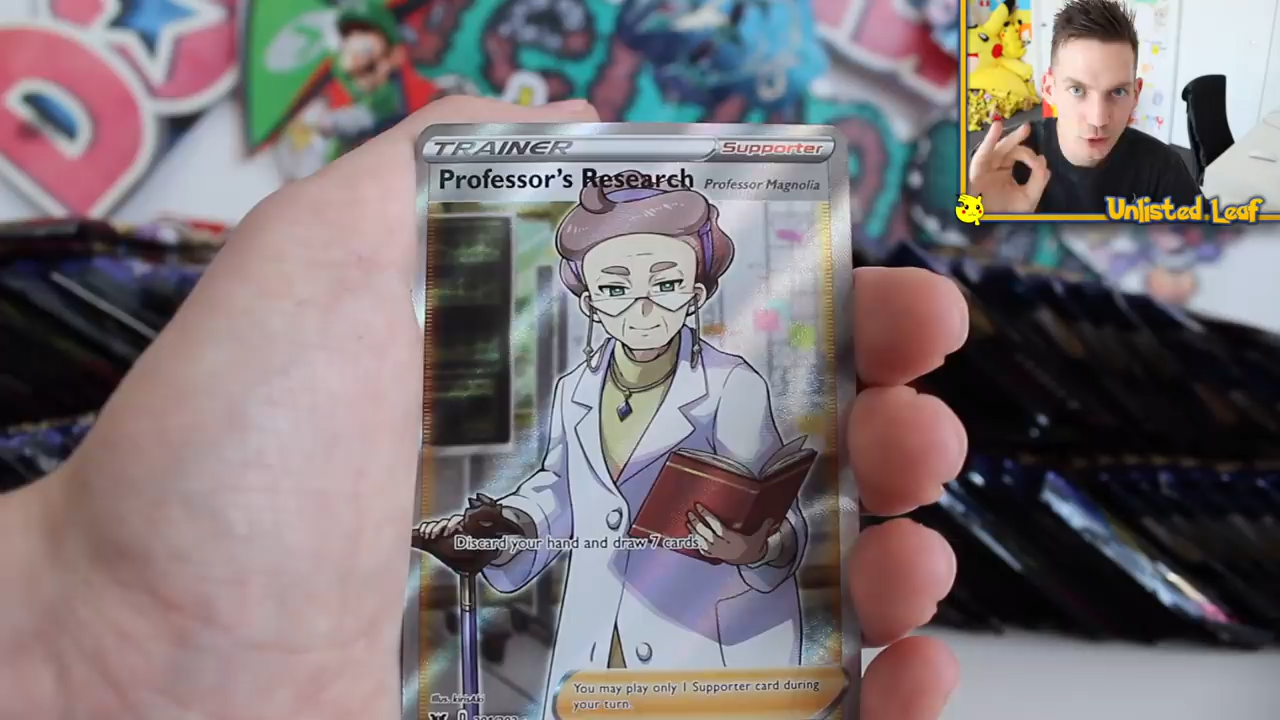 TRAINER
Supporter
Professor's Research
Professor Magnolia
Discard your hand and draw 7 cards.
You may play only 1 Supporter card during
your turn.
Unlisted.Leaf